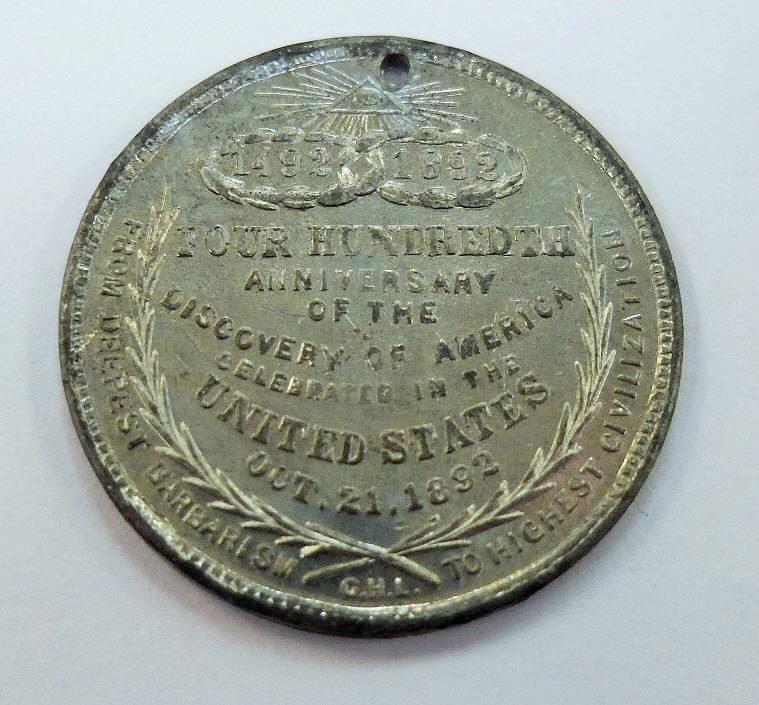 1492 1892
FOUR HUNDREDTH
ANNIVERSARY
OF THE
DISCOVERY OF AMERICA
CELEBRATED IN THE
UNITED STATES
OCT. 21. 1892
FROM DEEPEST BARBARISM TO HIGHEST CIVILIZATION
C.H.L.